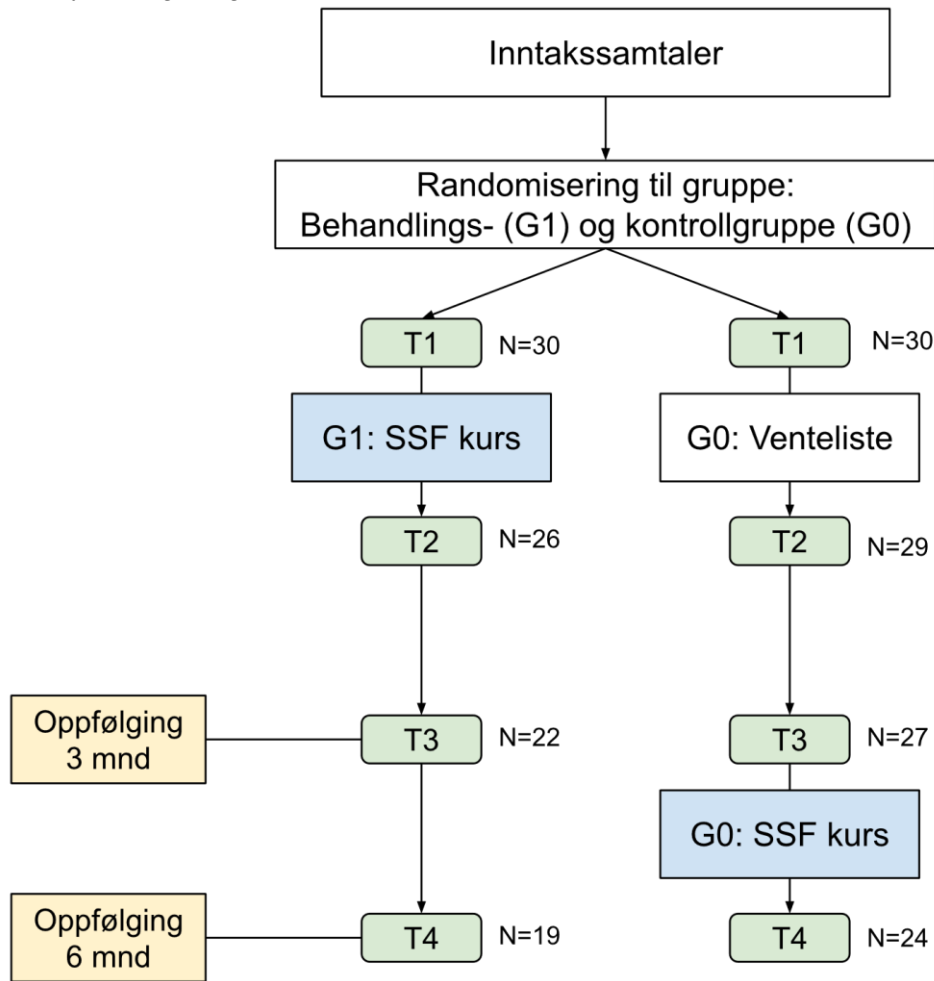 Inntakssamtaler
Randomisering til gruppe:
Behandlings- (G1) og kontrollgruppe (G0)
T1
N=30
T1
N=30
G1: SSF kurs
G0: Venteliste
T2
N=26
T2
N=29
Oppfølging
3 mnd
T3
N=22
T3
N=27
G0: SSF kurs
Oppfølging
6 mnd
T4
N=19
T4
N=24